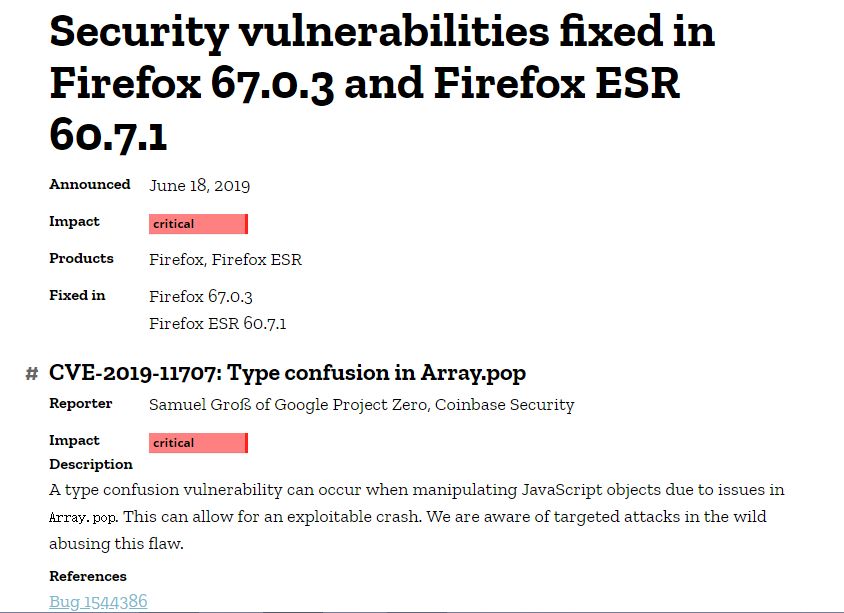 Security vulnerabilities fixed in
Firefox 67.0.3 and Firefox ESR
60.7.1
Announced June 18, 2019
Impact critical
Products Firefox, Firefox ESR
Fixed in Firefox 67.0.3
Firefox ESR 60.7.1
# CVE-2019-11707: Type confusion in Array.pop
Reporter Samuel Groß of Google Project Zero, Coinbase Security
Impact critical
Description
A type confusion vulnerability can occur when manipulating JavaScript objects due to issues in
Array.pop. This can allow for an exploitable crash. We are aware of targeted attacks in the wild
abusing this flaw.
References
Bug 1544386